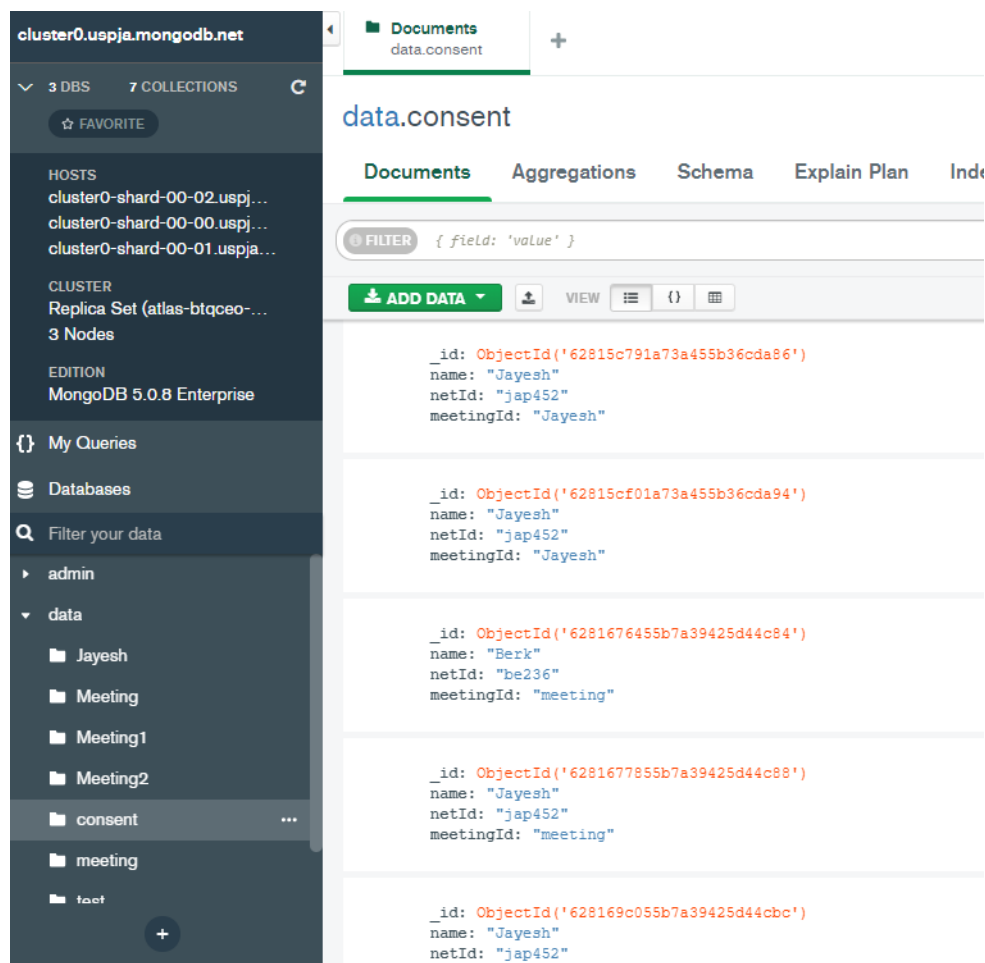 cluster0.uspja.mongodb.net
3 DBS 7 COLLECTIONS
FAVORITE
HOSTS
cluster0-shard-00-02.uspj...
cluster0-shard-00-00.uspj...
cluster0-shard-00-01.uspja...
CLUSTER
Replica Set (atlas-btqceo-...
3 Nodes
EDITION
MongoDB 5.0.8 Enterprise
{} My Queries
Databases
Filter your data
admin
data
Jayesh
Meeting
Meeting1
Meeting2
consent ...
meeting
test
+
Documents
data.consent
+
data.consent
Documents Aggregations Schema Explain Plan Inde
FILTER { field: 'value' }
ADD DATA VIEW {}
_id: ObjectId('62815c791a73a455b36cda86')
name: "Jayesh"
netId: "jap452"
meetingId: "Jayesh"
_id: ObjectId('62815cf01a73a455b36cda94')
name: "Jayesh"
netId: "jap452"
meetingId: "Jayesh"
_id: ObjectId('6281676455b7a39425d44c84')
name: "Berk"
netId: "be236"
meetingId: "meeting"
_id: ObjectId('6281677855b7a39425d44c88')
name: "Jayesh"
netId: "jap452"
meetingId: "meeting"
_id: ObjectId('628169c055b7a39425d44cbc')
name: "Jayesh"
netId: "jap452"